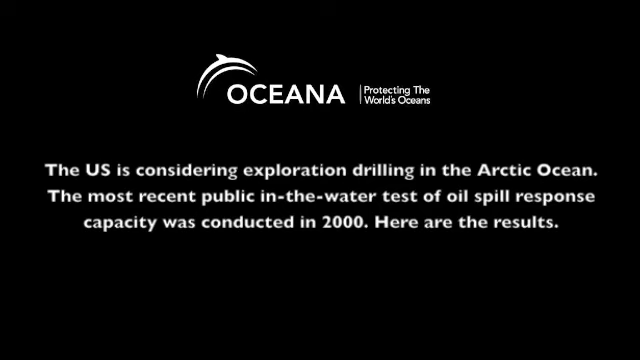 OCEANA
Protecting The
World's Oceans
The US is considering exploration drilling in the Arctic Ocean.
The most recent public in-the-water test of oil spill response
capacity was conducted in 2000. Here are the results.